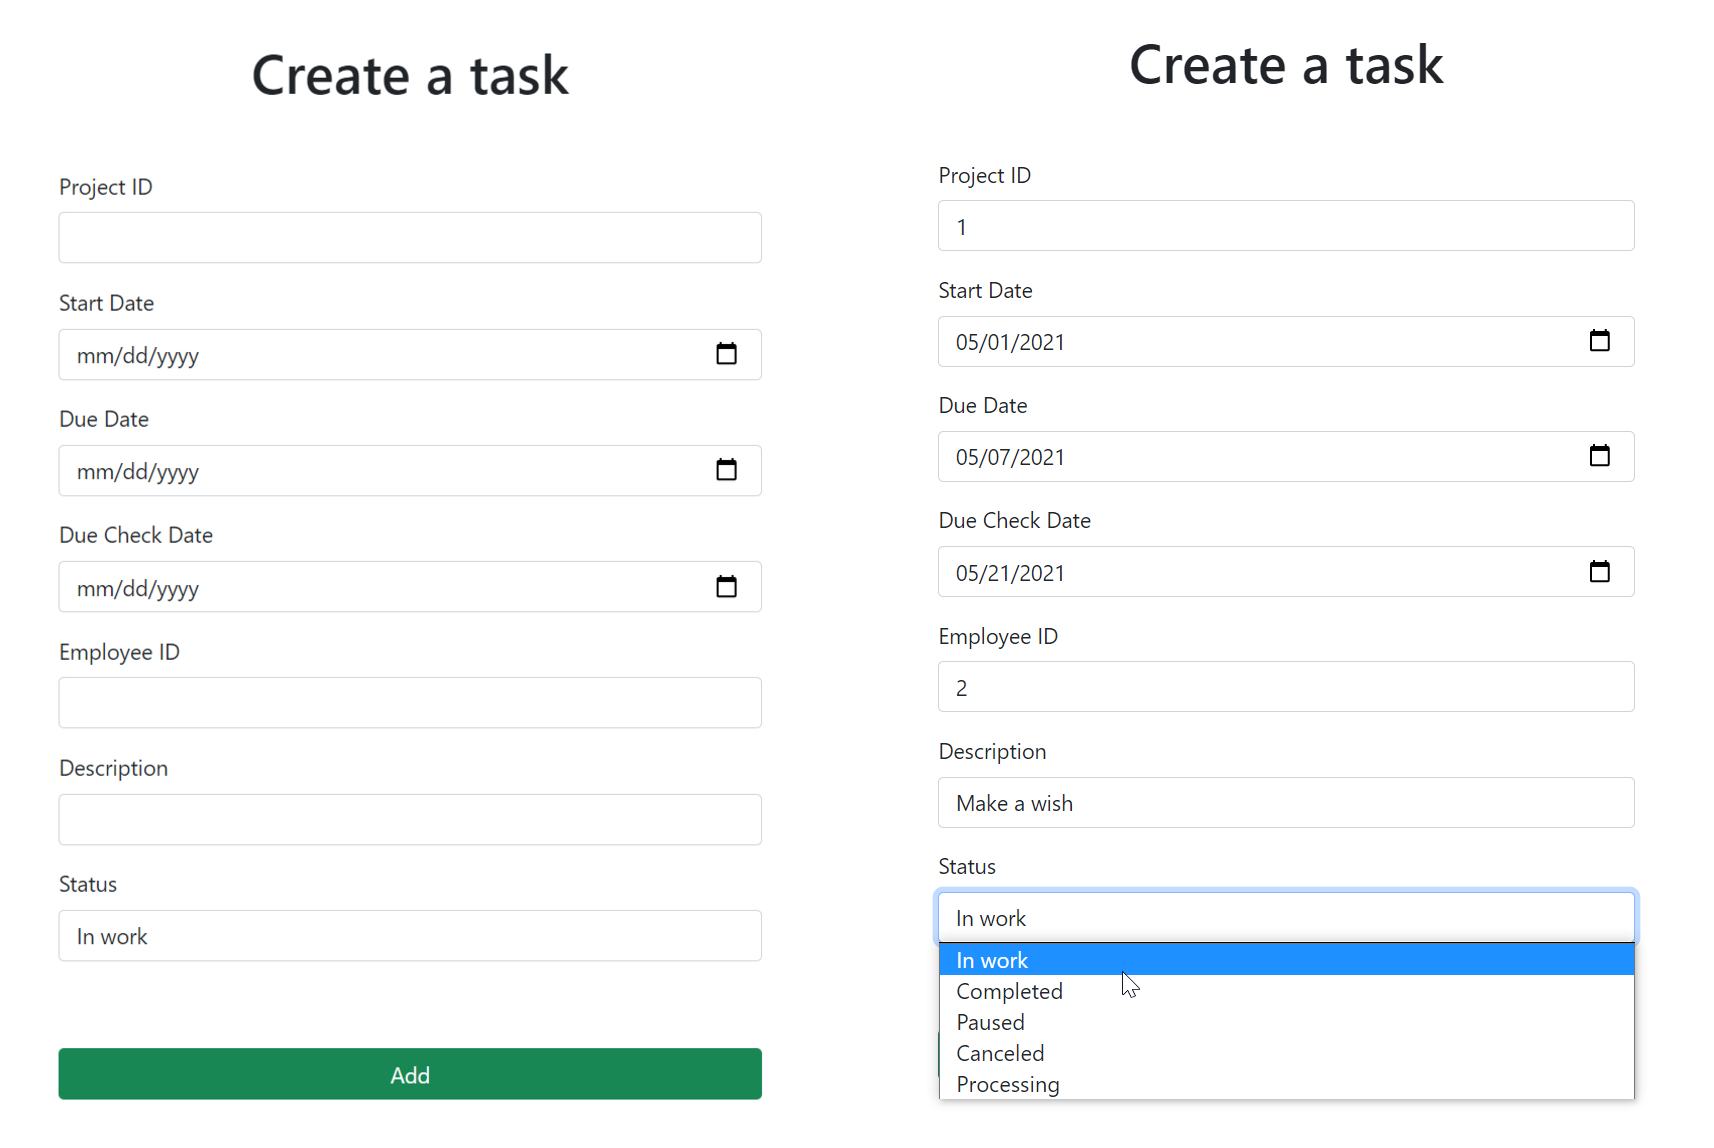 Create a task
Project ID
Start Date
mm/dd/yyyy
Due Date
mm/dd/yyyy
Due Check Date
mm/dd/yyyy
Employee ID
Description
Status
In work
Add
Create a task
Project ID
1
Start Date
05/01/2021
Due Date
05/07/2021
Due Check Date
05/21/2021
Employee ID
2
Description
Make a wish
Status
In work
In work
Completed
Paused
Canceled
Processing